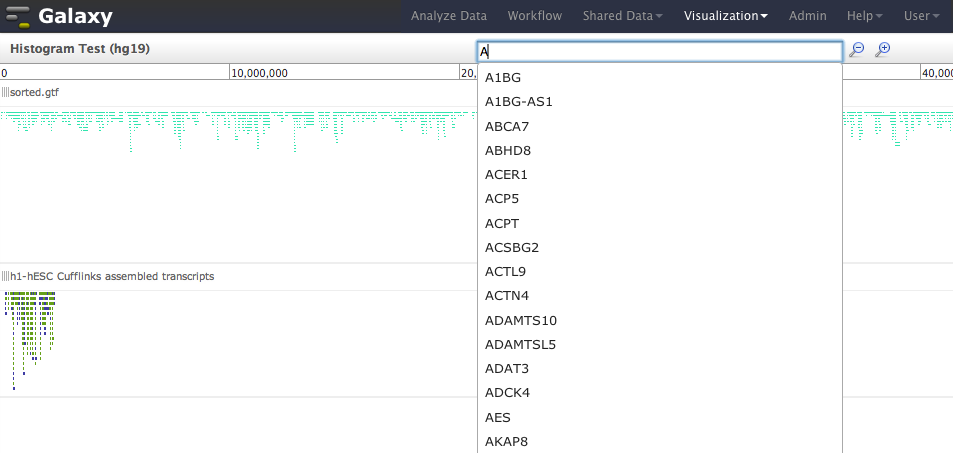 Galaxy Analyze Data Workflow Shared Data Visualization Admin Help User
Histogram Test (hg19) A
0 10,000,000 20, 40,000
sorted.gtf
A1BG
A1BG-AS1
ABCA7
ABHD8
ACER1
ACP5
ACPT
ACSBG2
ACTL9
h1-hESC Cufflinks assembled transcripts
ACTN4
ADAMTS10
ADAMTSL5
ADAT3
ADCK4
AES
AKAP8